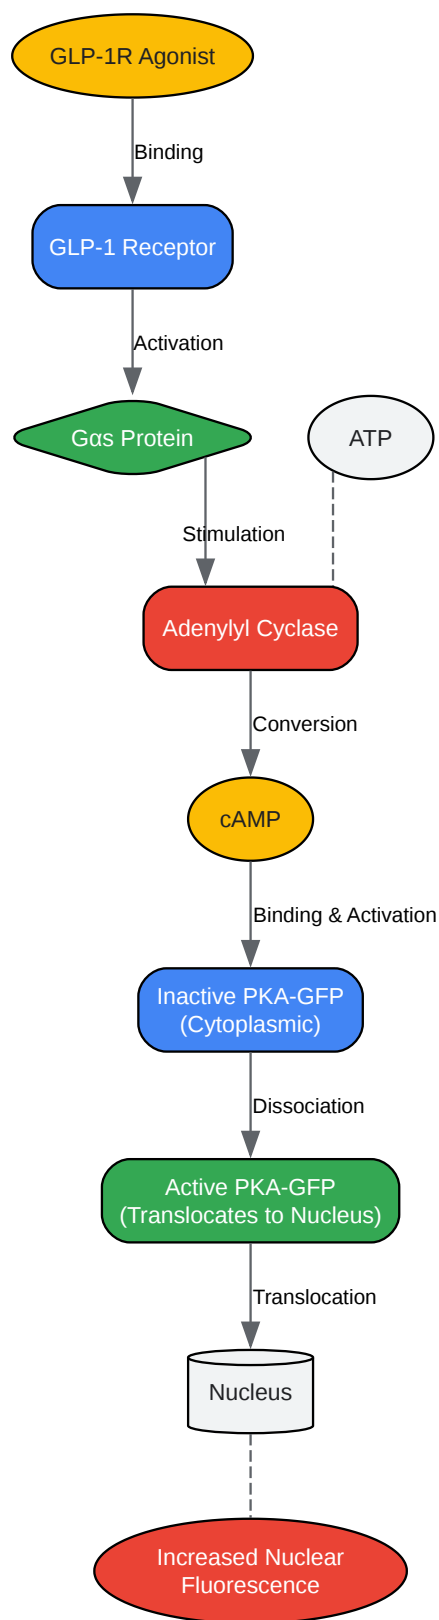 GLP-1R Agonist
Binding
GLP-1 Receptor
Activation
Gαs Protein
ATP
Stimulation
Adenylyl Cyclase
Conversion
cAMP
Binding & Activation
Inactive PKA-GFP
(Cytoplasmic)
Dissociation
Active PKA-GFP
(Translocates to Nucleus)
Translocation
Nucleus
Increased Nuclear
Fluorescence